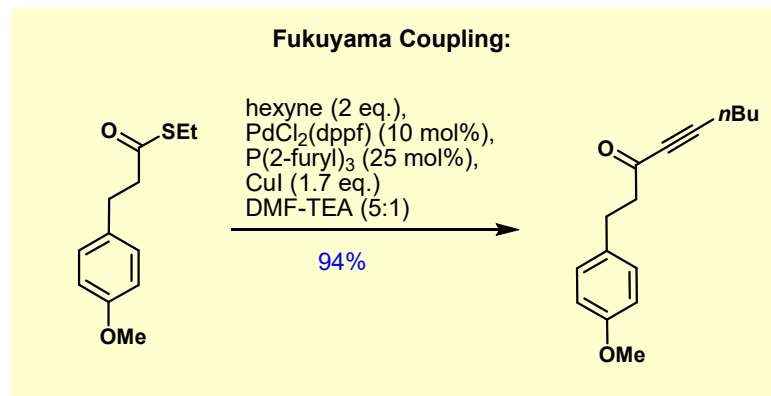 Fukuyama Coupling:
O
SEt
OMe
hexyne (2 eq.),
PdCl₂(dppf) (10 mol%),
P(2-furyl)₃ (25 mol%),
CuI (1.7 eq.)
DMF-TEA (5:1)
94%
nBu
O
OMe